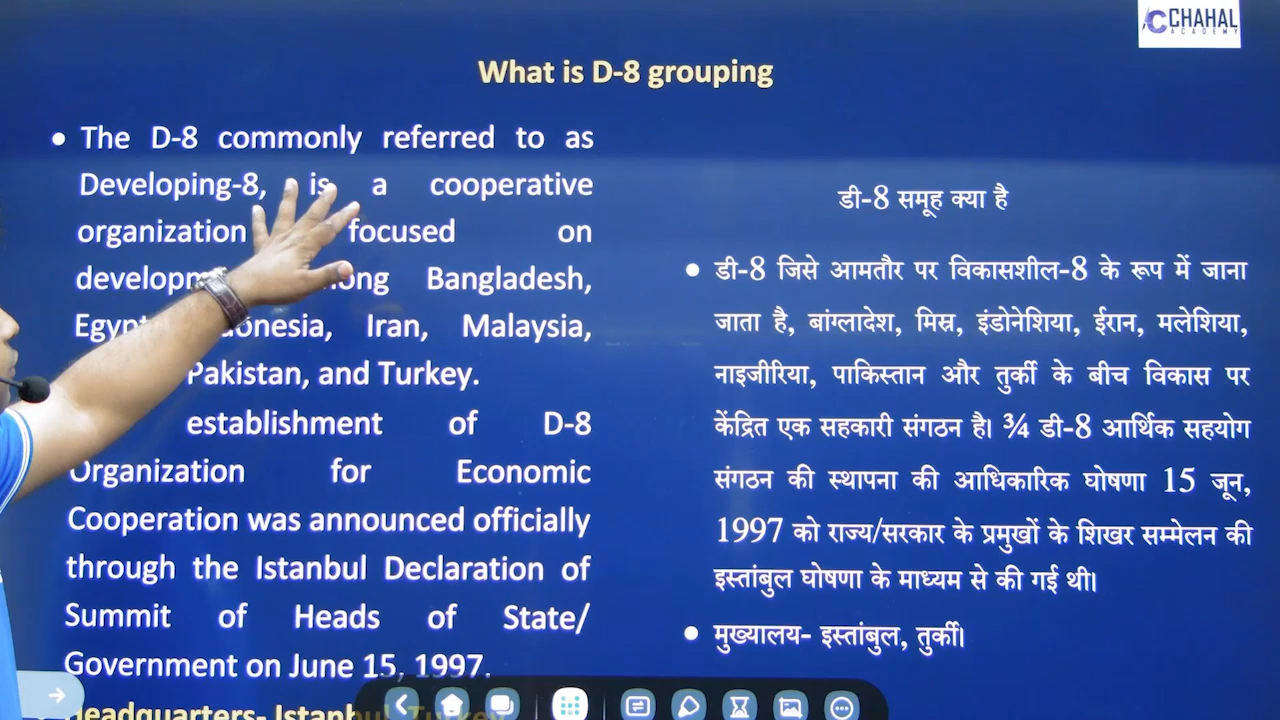 CHAHAL
ACADEMY
What is D-8 grouping
• The D-8 commonly referred to as
Developing-8, is a cooperative
organization focused on
Bangladesh,
Iran, Malaysia,
Pakistan, and Turkey.
establishment of D-8
Organization for Economic
Cooperation was announced officially
through the Istanbul Declaration of
Summit of Heads of State/
Government on June 15, 1997.
Headquarters- Istanbul, Turkey
डी-8 समूह क्या है
• डी-8 जिसे आमतौर पर विकासशील-8 के रूप में जाना
जाता है, बांग्लादेश, मिस्र, इंडोनेशिया, ईरान, मलेशिया,
नाइजीरिया, पाकिस्तान और तुर्की के बीच विकास पर
केंद्रित एक सहकारी संगठन है। ¾ डी-8 आर्थिक सहयोग
संगठन की स्थापना की आधिकारिक घोषणा 15 जून,
1997 को राज्य/सरकार के प्रमुखों के शिखर सम्मेलन की
इस्तांबुल घोषणा के माध्यम से की गई थी।
• मुख्यालय- इस्तांबुल, तुर्की।